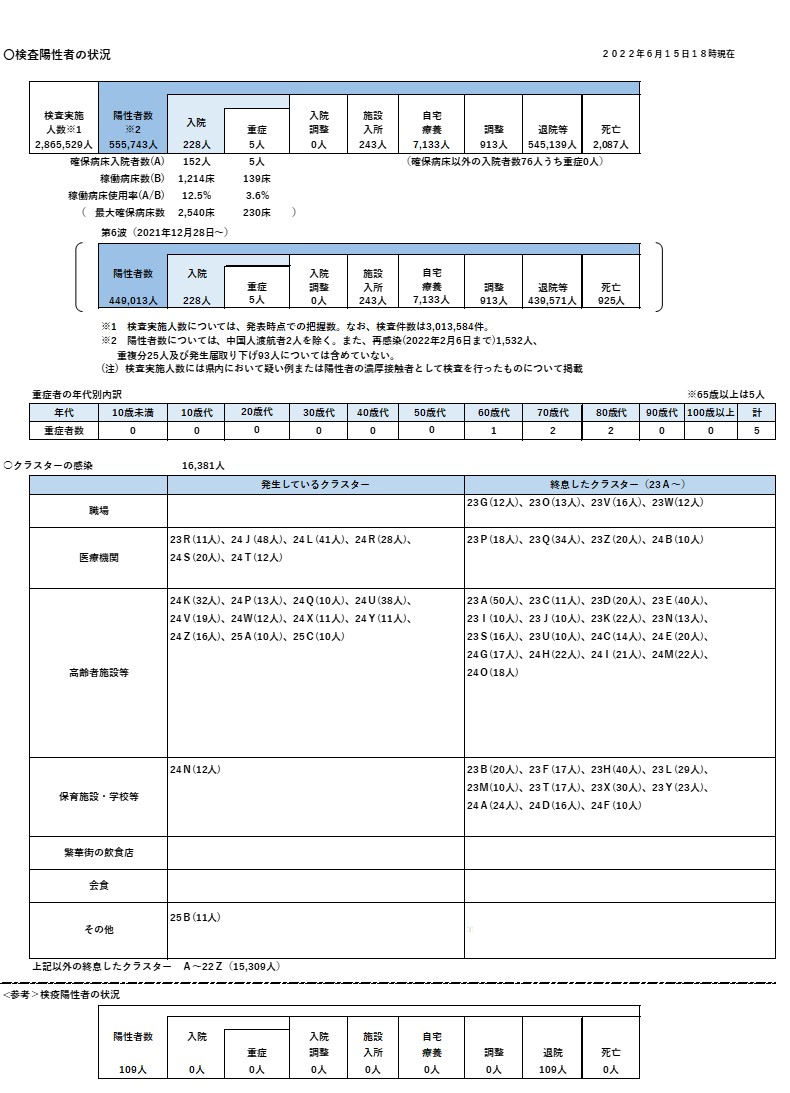 〇検査陽性者の状況
２０２２年６月１５日１８時現在
検査実施
人数※1
2,865,529人
陽性者数
※2
555,743人
入院
228人
重症
5人
入院
調整
0人
施設
入所
243人
自宅
療養
7,133人
調整
913人
退院等
545,139人
死亡
2,087人
確保病床入院者数(A) 152人 5人 （確保病床以外の入院者数76人うち重症0人）
稼働病床数(B) 1,214床 139床
稼働病床使用率(A/B) 12.5% 3.6%
（ 最大確保病床数 2,540床 230床 ）
第6波（2021年12月28日～）
陽性者数
449,013人
入院
228人
重症
5人
入院
調整
0人
施設
入所
243人
自宅
療養
7,133人
調整
913人
退院等
439,571人
死亡
925人
※1 検査実施人数については、発表時点での把握数。なお、検査件数は3,013,584件。
※2 陽性者数については、中国人渡航者2人を除く。また、再感染(2022年2月6日まで)1,532人、
重複分25人及び発生届取り下げ93人については含めていない。
(注) 検査実施人数には県内において疑い例または陽性者の濃厚接触者として検査を行ったものについて掲載
重症者の年代別内訳 ※65歳以上は5人
年代 10歳未満 10歳代 20歳代 30歳代 40歳代 50歳代 60歳代 70歳代 80歳代 90歳代 100歳以上 計
重症者数 0 0 0 0 0 0 1 2 2 0 0 5
○クラスターの感染 16,381人
発生しているクラスター 終息したクラスター（23Ａ～）
職場
23Ｇ(12人)、23Ｏ(13人)、23Ｖ(16人)、23Ｗ(12人)
医療機関
23Ｒ(11人)、24Ｊ(48人)、24Ｌ(41人)、24Ｒ(28人)、
24Ｓ(20人)、24Ｔ(12人)
23Ｐ(18人)、23Ｑ(34人)、23Ｚ(20人)、24Ｂ(10人)
高齢者施設等
24Ｋ(32人)、24Ｐ(13人)、24Ｑ(10人)、24Ｕ(38人)、
24Ｖ(19人)、24Ｗ(12人)、24Ｘ(11人)、24Ｙ(11人)、
24Ｚ(16人)、25Ａ(10人)、25Ｃ(10人)
23Ａ(50人)、23Ｃ(11人)、23Ｄ(20人)、23Ｅ(40人)、
23Ｉ(10人)、23Ｊ(10人)、23Ｋ(22人)、23Ｎ(13人)、
23Ｓ(16人)、23Ｕ(10人)、24Ｃ(14人)、24Ｅ(20人)、
24Ｇ(17人)、24Ｈ(22人)、24Ｉ(21人)、24Ｍ(22人)、
24Ｏ(18人)
保育施設・学校等
24Ｎ(12人)
23Ｂ(20人)、23Ｆ(17人)、23Ｈ(40人)、23Ｌ(29人)、
23Ｍ(10人)、23Ｔ(17人)、23Ｘ(30人)、23Ｙ(23人)、
24Ａ(24人)、24Ｄ(16人)、24Ｆ(10人)
繁華街の飲食店
会食
その他
25Ｂ(11人)
上記以外の終息したクラスター Ａ～22Ｚ（15,309人）
<参考＞検疫陽性者の状況
陽性者数
109人
入院
0人
重症
0人
入院
調整
0人
施設
入所
0人
自宅
療養
0人
調整
0人
退院
109人
死亡
0人